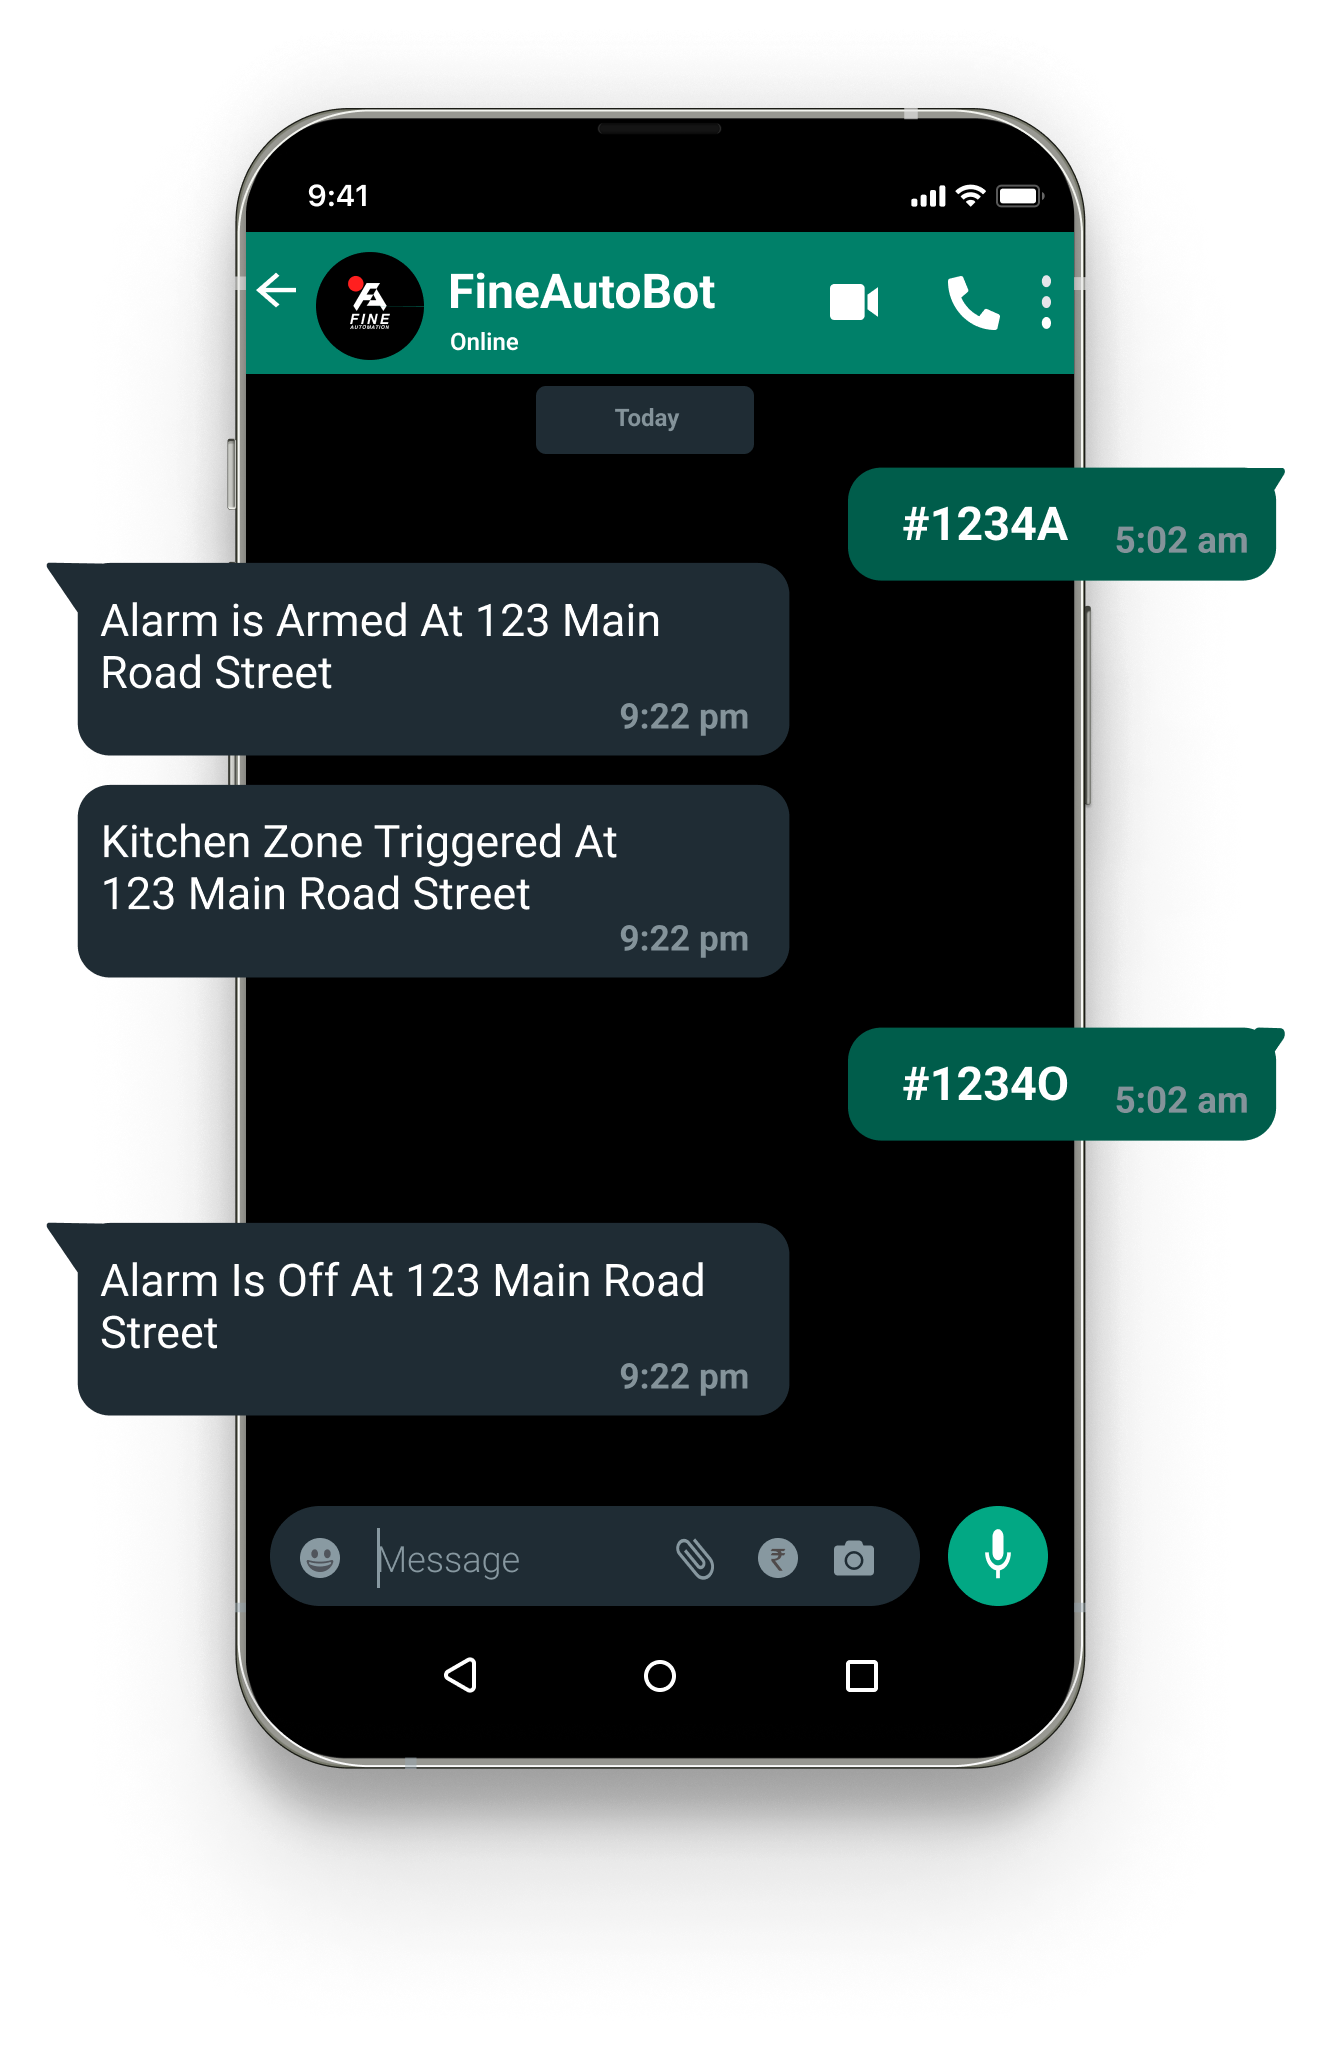 9:41
FINE
AUTOMATION
FineAutoBot
Online
Today
#1234A
5:02 am
Alarm is Armed At 123 Main
Road Street
9:22 pm
Kitchen Zone Triggered At
123 Main Road Street
9:22 pm
#1234O
5:02 am
Alarm Is Off At 123 Main Road
Street
9:22 pm
Message
₹